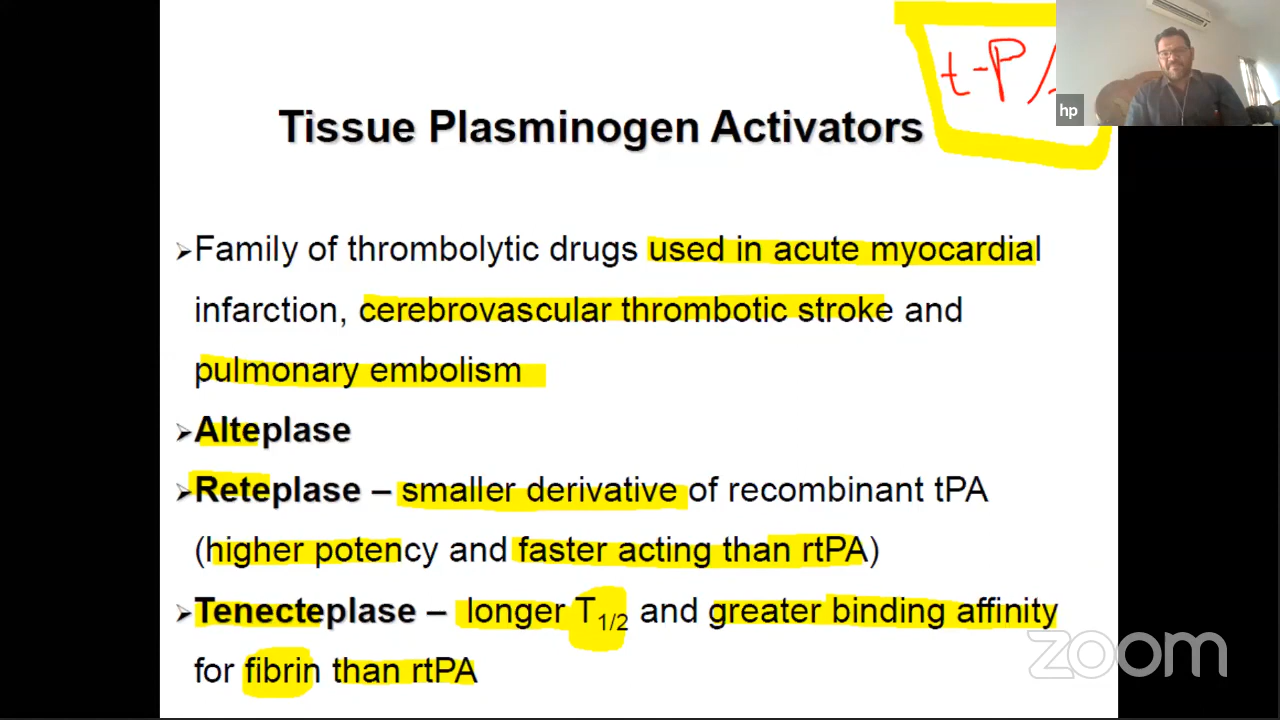 t-P/
hp
Tissue Plasminogen Activators
➢Family of thrombolytic drugs used in acute myocardial
infarction, cerebrovascular thrombotic stroke and
pulmonary embolism
➢Alteplase
➢Reteplase – smaller derivative of recombinant tPA
(higher potency and faster acting than rtPA)
➢Tenecteplase – longer T1/2 and greater binding affinity
for fibrin than rtPA
zoom